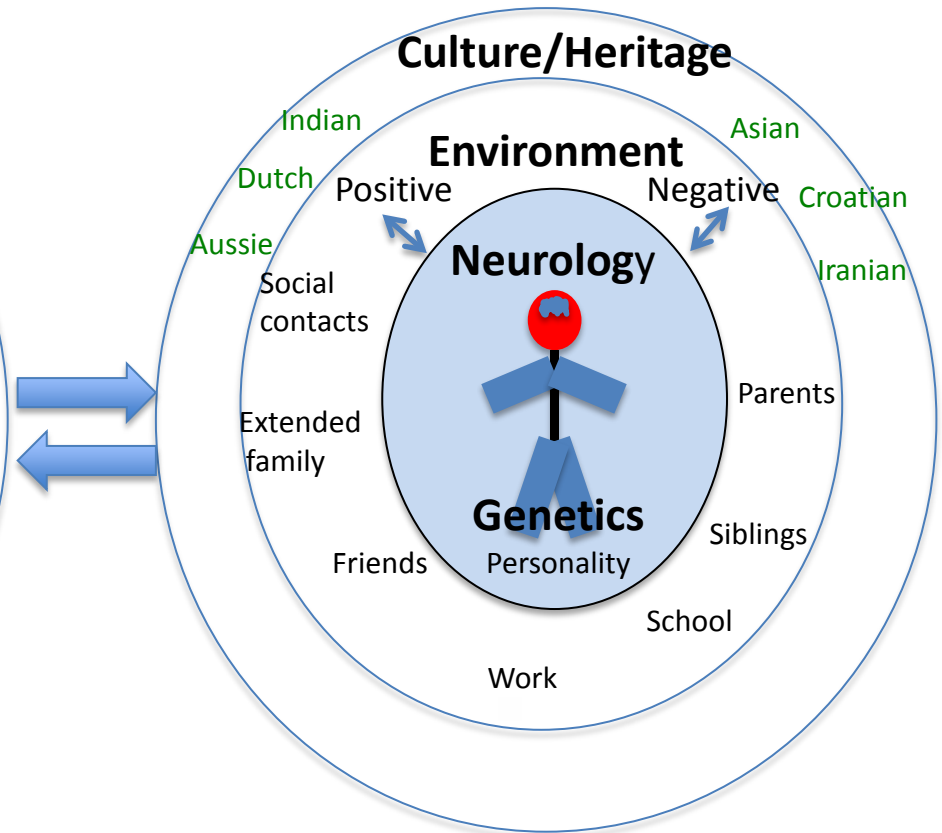 Culture/Heritage
Indian
Asian
Environment
Dutch
Positive
Negative
Croatian
Aussie
Neurology
Iranian
Social
contacts
Parents
Extended
family
Genetics
Siblings
Friends
Personality
School
Work